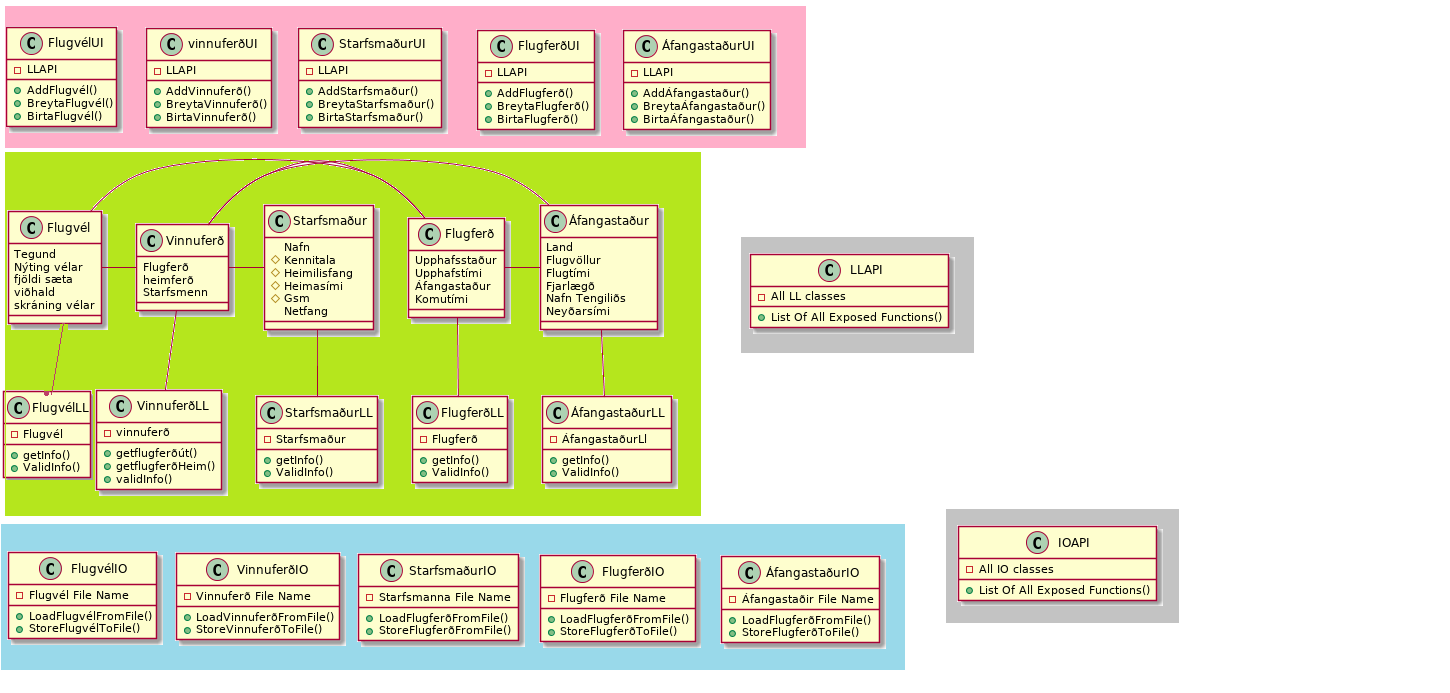 C FlugvélUI
LLAPI
AddFlugvél()
BreytaFlugvél()
BirtaFlugvél()
C vinnuferðUI
LLAPI
AddVinnuferð()
BreytaVinnuferð()
BirtaVinnuferð()
C StarfsmaðurUI
LLAPI
AddStarfsmaður()
BreytaStarfsmaður()
BirtaStarfsmaður()
C FlugferðUI
LLAPI
AddFlugferð()
BreytaFlugferð()
BirtaFlugferð()
C ÁfangastaðurUI
LLAPI
AddÁfangastaður()
BreytaÁfangastaður()
BirtaÁfangastaður()
C Flugvél
Tegund
Nýting vélar
fjöldi sæta
viðhald
skráning vélar
C Vinnuferð
Flugferð
heimferð
Starfsmenn
C Starfsmaður
Nafn
Kennitala
Heimilisfang
Heimasími
Gsm
Netfang
C Flugferð
Upphafsstaður
Upphafstími
Áfangastaður
Komutími
C Áfangastaður
Land
Flugvöllur
Flugtími
Fjarlægð
Nafn Tengiliðs
Neyðarsími
C LLAPI
All LL classes
List Of All Exposed Functions()
C FlugvélLL
Flugvél
getInfo()
ValidInfo()
C VinnuferðLL
vinnuferð
getflugferðút()
getflugferðHeim()
validInfo()
C StarfsmaðurLL
Starfsmaður
getInfo()
ValidInfo()
C FlugferðLL
Flugferð
getInfo()
ValidInfo()
C ÁfangastaðurLL
ÁfangastaðurLl
getInfo()
ValidInfo()
C FlugvélIO
Flugvél File Name
LoadFlugvélFromFile()
StoreFlugvélToFile()
C VinnuferðIO
Vinnuferð File Name
LoadVinnuferðFromFile()
StoreVinnuferðToFile()
C StarfsmaðurIO
Starfsmanna File Name
LoadFlugferðFromFile()
StoreFlugferðFromFile()
C FlugferðIO
Flugferð File Name
LoadFlugferðFromFile()
StoreFlugferðToFile()
C ÁfangastaðurIO
Áfangastaðir File Name
LoadFlugferðFromFile()
StoreFlugferðToFile()
C IOAPI
All IO classes
List Of All Exposed Functions()